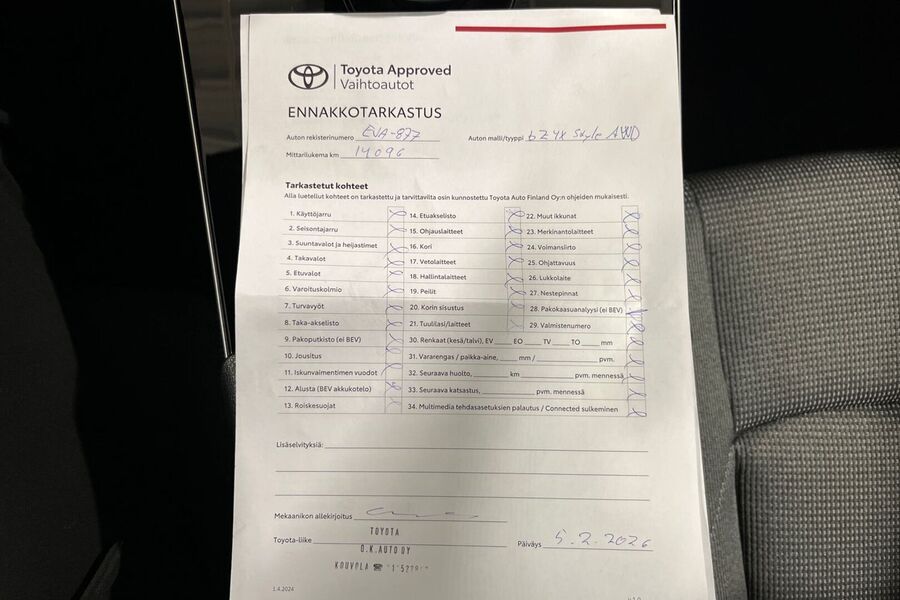 Toyota Approved
Vaihtoautot
ENNAKKOTARKASTUS
Auton rekisterinumero EVA-877 Auton malli/tyyppi bZ4X Style AWD
Mittarilukema km 14096
Tarkastetut kohteet
Alla luetellut kohteet on tarkastettu ja tarvittavilta osin kunnostettu Toyota Auto Finland Oy:n ohjeiden mukaisesti.
1. Käyttöjarru 14. Etuakselisto 22. Muut ikkunat
2. Seisontajarru 15. Ohjauslaitteet 23. Merkinantolaitteet
3. Suuntavalot ja heijastimet 16. Kori 24. Voimansiirto
4. Takavalot 17. Vetolaitteet 25. Ohjattavuus
5. Etuvalot 18. Hallintalaitteet 26. Lukkolaite
6. Varoituskolmio 19. Peilit 27. Nestepinnat
7. Turvavyöt 20. Korin sisustus 28. Pakokaasuanalyysi (ei BEV)
8. Taka-akselisto 21. Tuulilasi/laitteet 29. Valmistenumero
9. Pakoputkisto (ei BEV) 30. Renkaat (kesä/talvi), EV EO TV TO mm
10. Jousitus 31. Vararengas / paikka-aine, mm / pvm.
11. Iskunvaimentimen vuodot 32. Seuraava huolto, km pvm. mennessä
12. Alusta (BEV akkukotelo) 33. Seuraava katsastus, pvm. mennessä
13. Roiskesuojat 34. Multimedia tehdasasetuksien palautus / Connected sulkeminen
Lisäselvityksiä:
Mekaanikon allekirjoitus
TOYOTA
Toyota-liike Päiväys 5.2.2026
O.K.AUTO OY
KOUVOLA ☎
1.4.2024